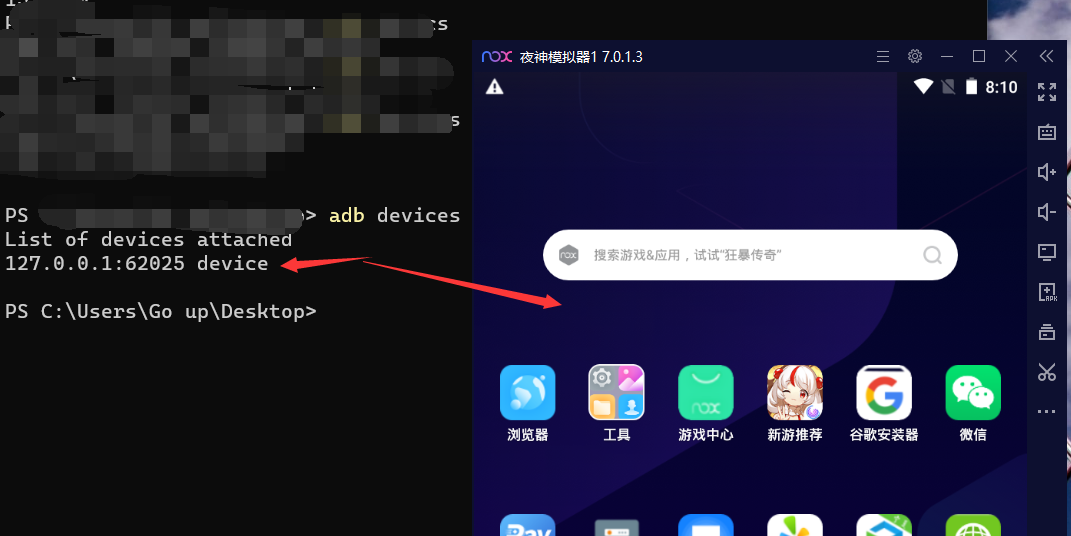 s
s
PS > adb devices
List of devices attached
127.0.0.1:62025 device
PS C:\Users\Go up\Desktop>
nox 夜神模拟器1 7.0.1.3
8:10
nox 搜索游戏&应用，试试“狂暴传奇”
APK
nox
浏览器 工具 游戏中心 新游推荐 谷歌安装器 微信
Pay